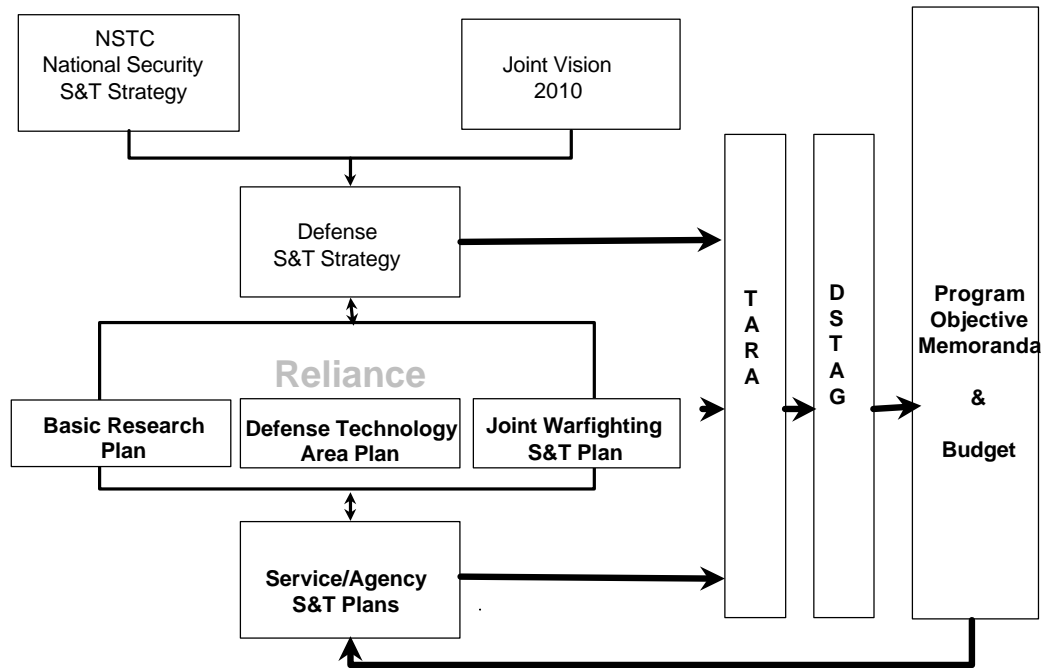 NSTC
National Security
S&T Strategy
Joint Vision
2010
Defense
S&T Strategy
Reliance
Basic Research
Plan
Defense Technology
Area Plan
Joint Warfighting
S&T Plan
Service/Agency
S&T Plans
T
A
R
A
D
S
T
A
G
Program
Objective
Memoranda
&
Budget